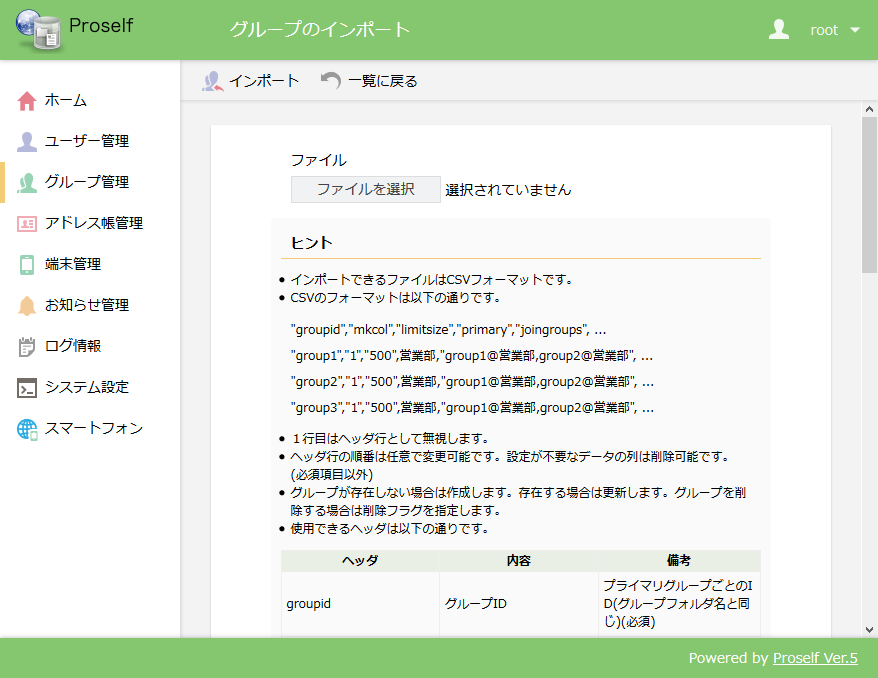 Proself
グループのインポート
root
インポート
一覧に戻る
ホーム
ユーザー管理
グループ管理
アドレス帳管理
端末管理
お知らせ管理
ログ情報
システム設定
スマートフォン
ファイル
ファイルを選択 選択されていません
ヒント
● インポートできるファイルはCSVフォーマットです。
● CSVのフォーマットは以下の通りです。
"groupid","mkcol","limitsize","primary","joingroups", ...
"group1","1","500",営業部,"group1@営業部,group2@営業部", ...
"group2","1","500",営業部,"group1@営業部,group2@営業部", ...
"group3","1","500",営業部,"group1@営業部,group2@営業部", ...
● １行目はヘッダ行として無視します。
● ヘッダ行の順番は任意で変更可能です。設定が不要なデータの列は削除可能です。
(必須項目以外)
● グループが存在しない場合は作成します。存在する場合は更新します。グループを削
除する場合は削除フラグを指定します。
● 使用できるヘッダは以下の通りです。
ヘッダ 内容 備考
groupid
グループID
プライマリグループごとのI
D(グループフォルダ名と同
じ)(必須)
Powered by Proself Ver.5